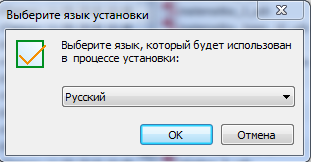 Выберите язык установки
Выберите язык, который будет использован
в процессе установки:
Русский
OK
Отмена